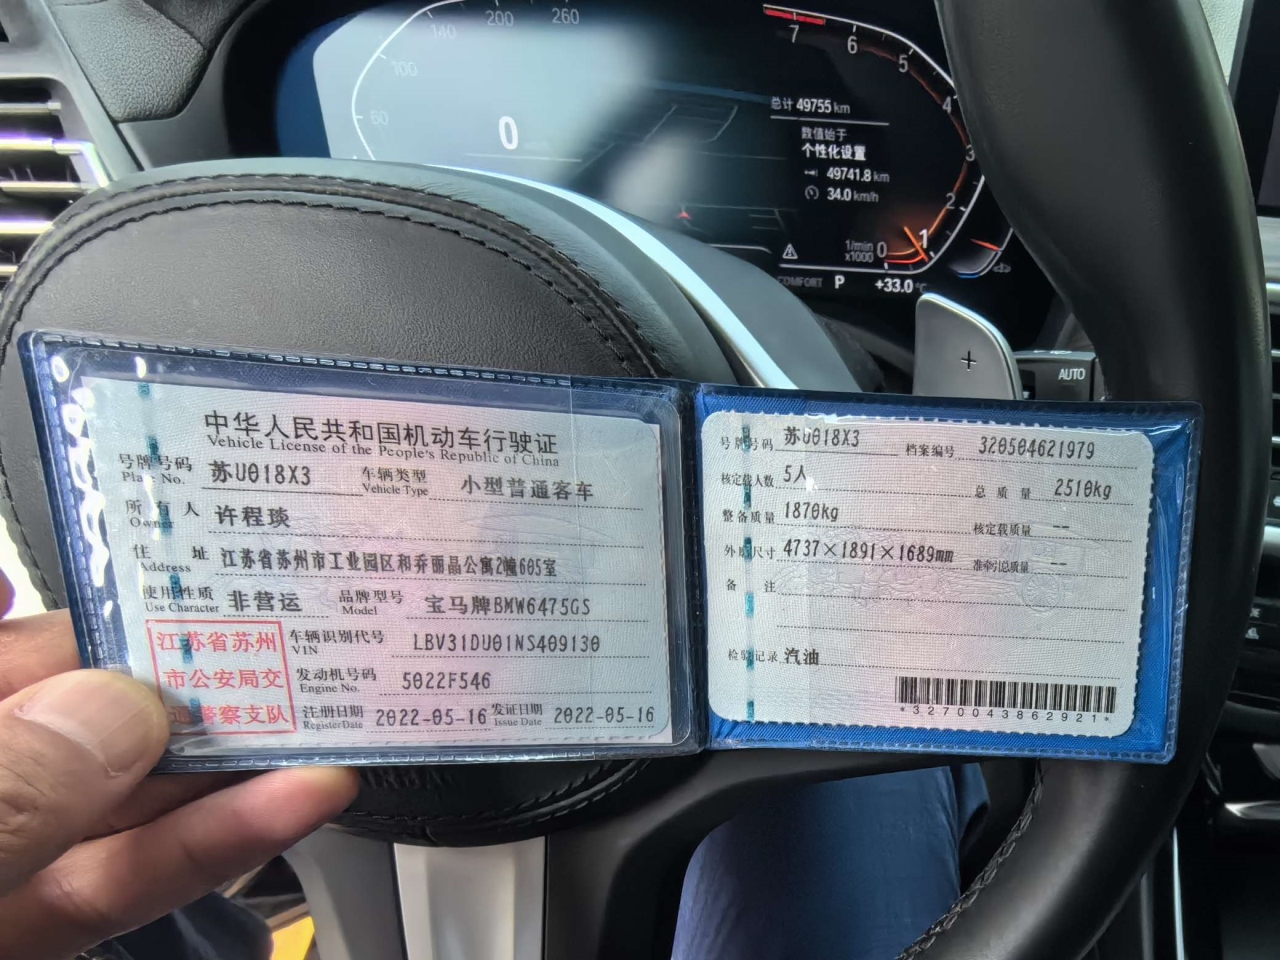 200 260
140
100
60
0
7
6
5
4
3
2
1
0
总计 49755 km
数值始于
个性化设置
49741.8 km
34.0 km/h
1/min
x1000
COMFORT P +33.0 °C
+
AUTO
中华人民共和国机动车行驶证
Vehicle License of the People's Republic of China
号牌号码 苏U018X3 车辆类型 小型普通客车
Plate No. Vehicle Type
所有人 许程琰
Owner
住址 江苏省苏州市工业园区和乔丽晶公寓2幢605室
Address
使用性质 非营运 品牌型号 宝马牌BMW6475GS
Use Character Model
江苏省苏州
市公安局交
通警察支队
车辆识别代号 LBV31DU01NS409130
VIN
发动机号码 5022F546
Engine No.
注册日期 2022-05-16 发证日期 2022-05-16
Register Date Issue Date
号牌号码 苏U018X3 档案编号 320504621979
核定载人数 5人 总质量 2510kg
整备质量 1870kg 核定载质量 --
外廓尺寸 4737×1891×1689mm 准牵引总质量 --
备注
检验记录 汽油
*3270043862921*